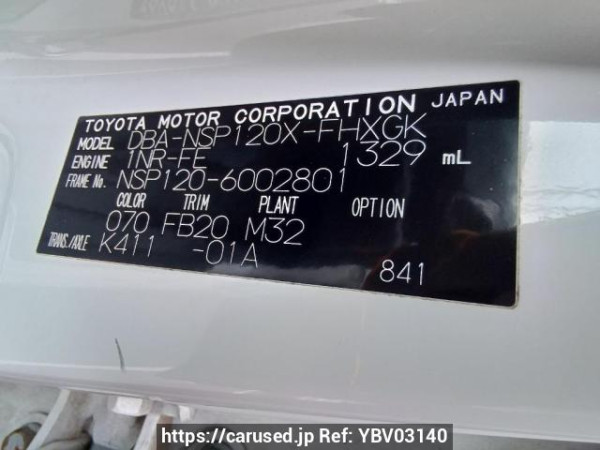 TOYOTA MOTOR CORPORATION JAPAN
MODEL DBA-NSP120X-FHXGK
ENGINE 1NR-FE 1329 mL
FRAME No. NSP120-6002801
COLOR TRIM PLANT OPTION
070 FB20 M32
TRANS./AXLE K411 -01A
841
https://carused.jp Ref: YBV03140